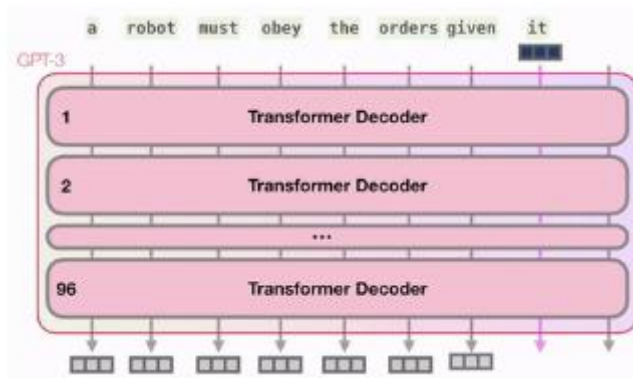 a robot must obey the orders given it
GPT-3
1 Transformer Decoder
2 Transformer Decoder
...
96 Transformer Decoder